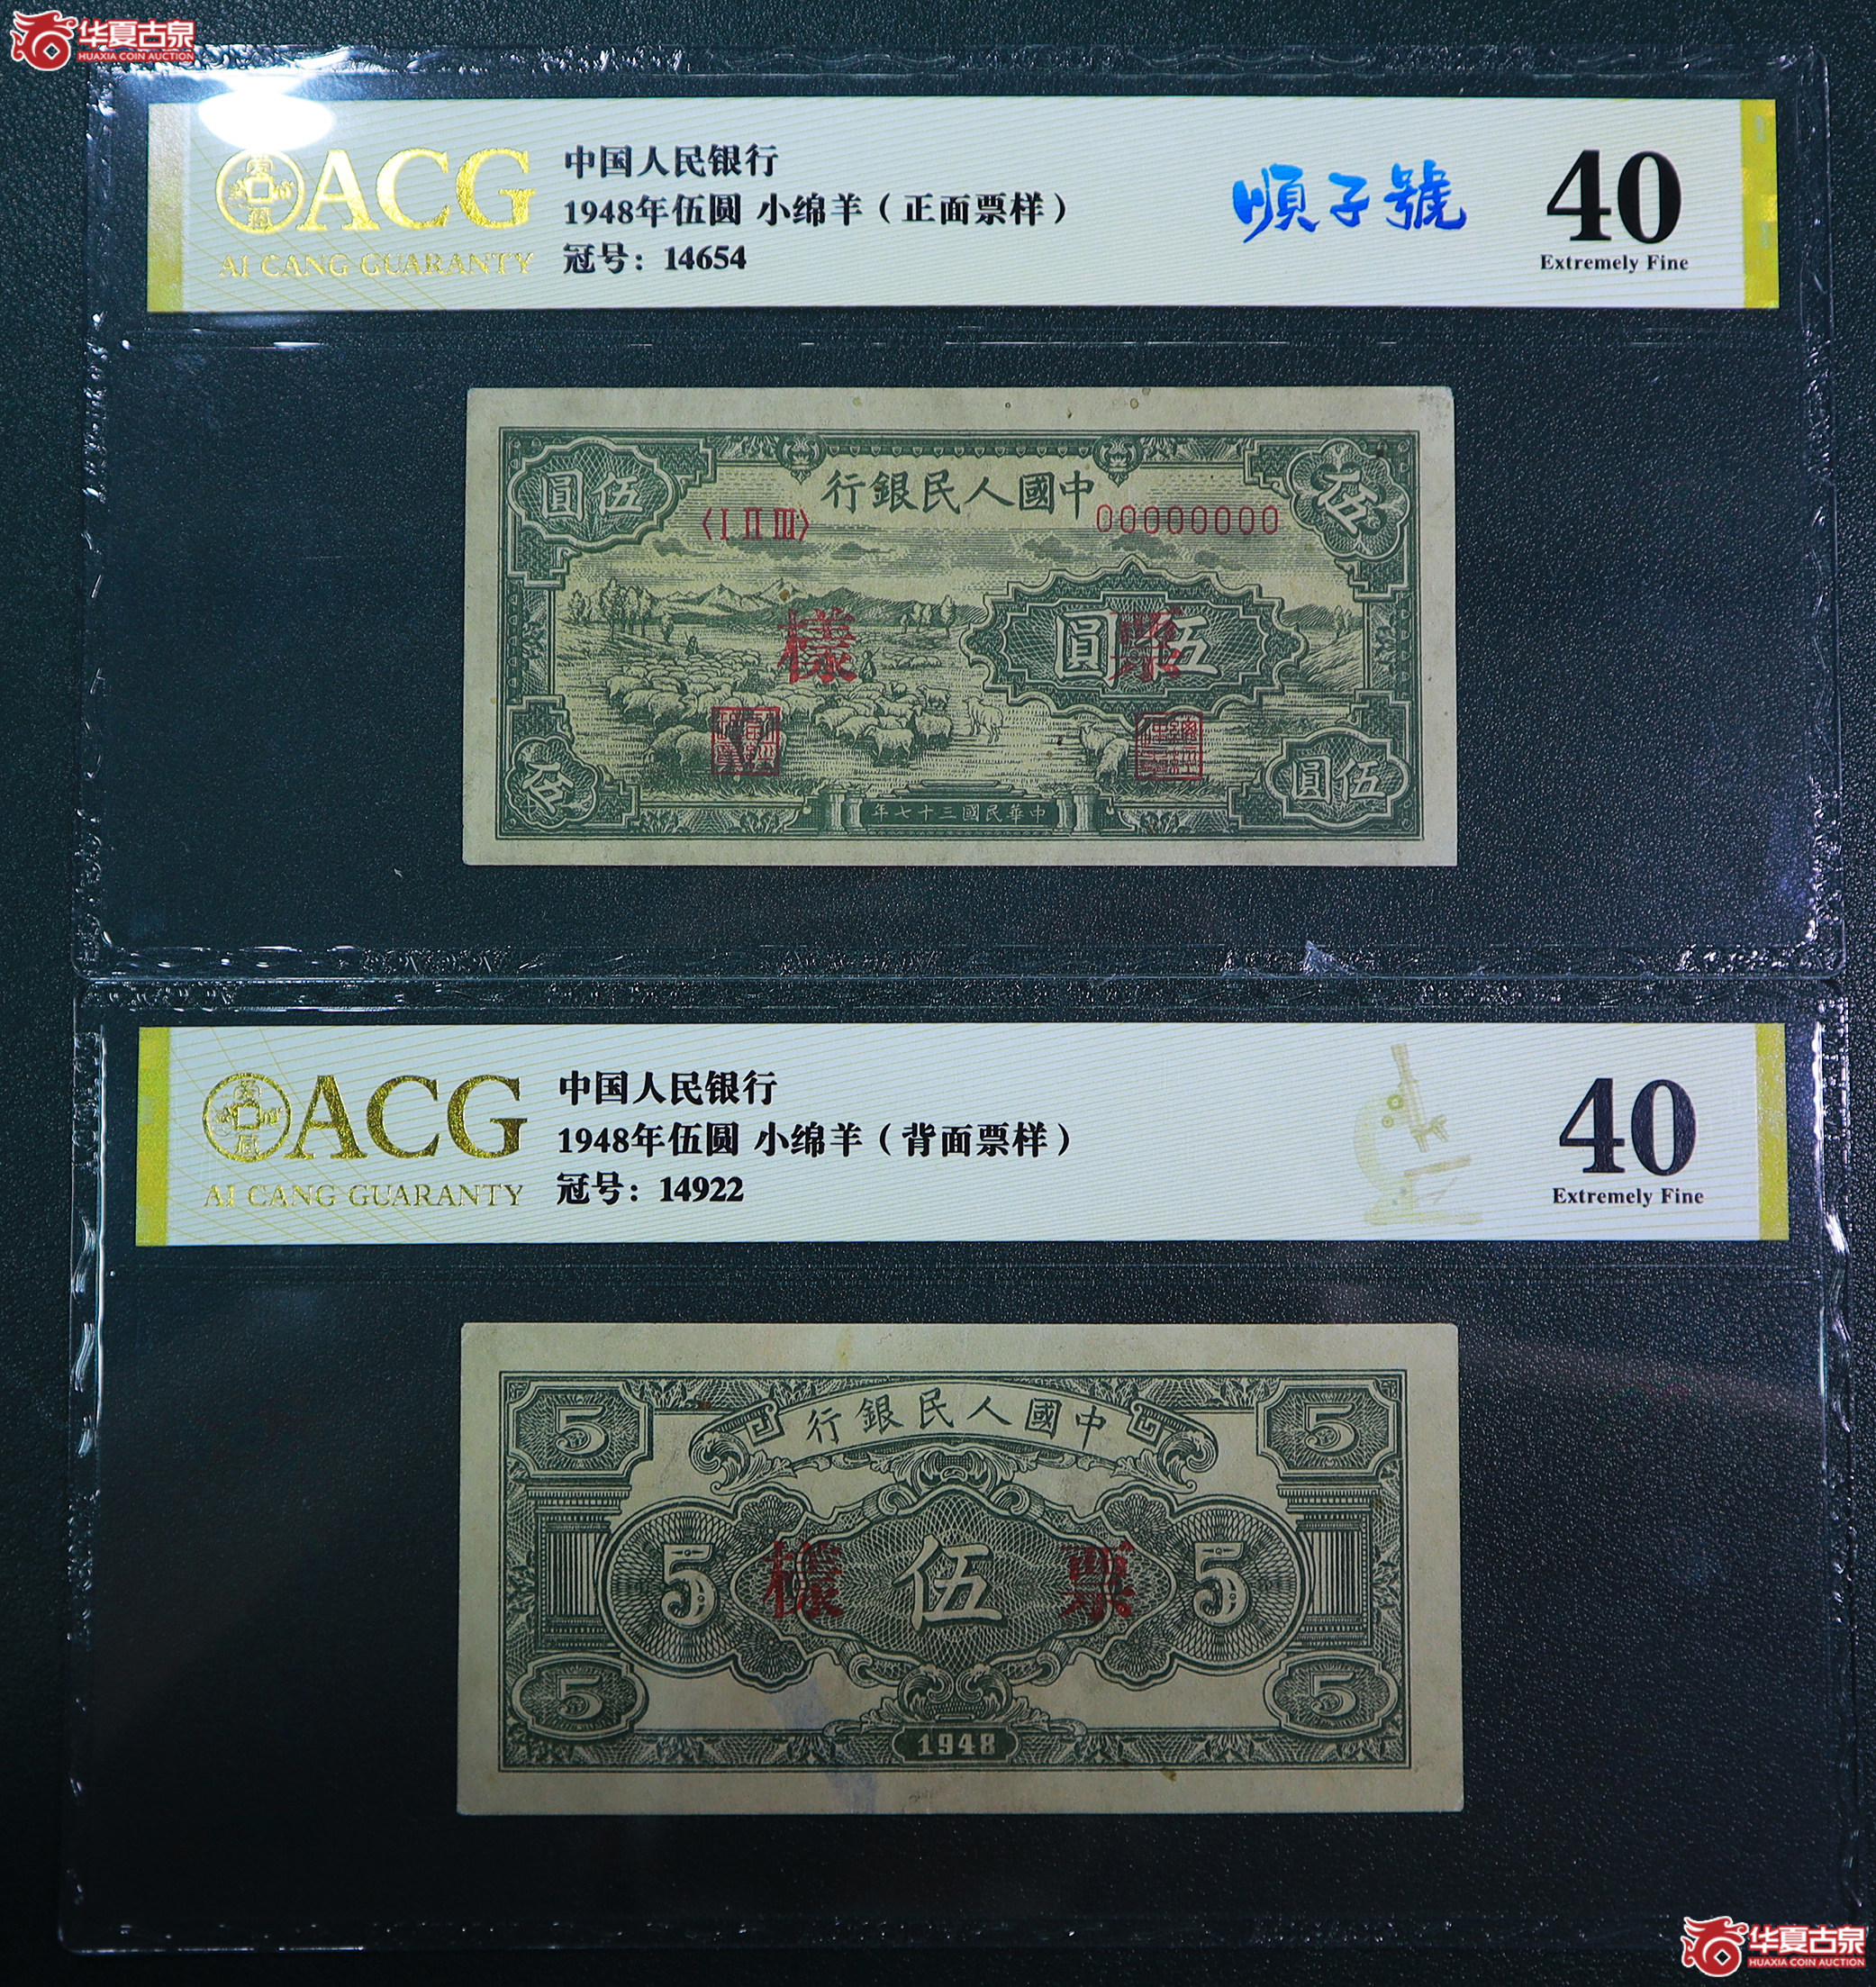 华夏古泉
HUAXIA COIN AUCTION
ACG
AI CANG GUARANTY
中国人民银行
1948年伍圆 小绵羊（正面票样）
冠号：14654
順子號
40
Extremely Fine
行銀民人國中
圓伍
伍
〈I II III〉
00000000
圓伍
樣
票
伍
圓伍
年七十三國民華中
ACG
AI CANG GUARANTY
中国人民银行
1948年伍圆 小绵羊（背面票样）
冠号：14922
40
Extremely Fine
行銀民人國中
5
5
5
樣
伍
票
5
5
5
1948
华夏古泉
HUAXIA COIN AUCTION